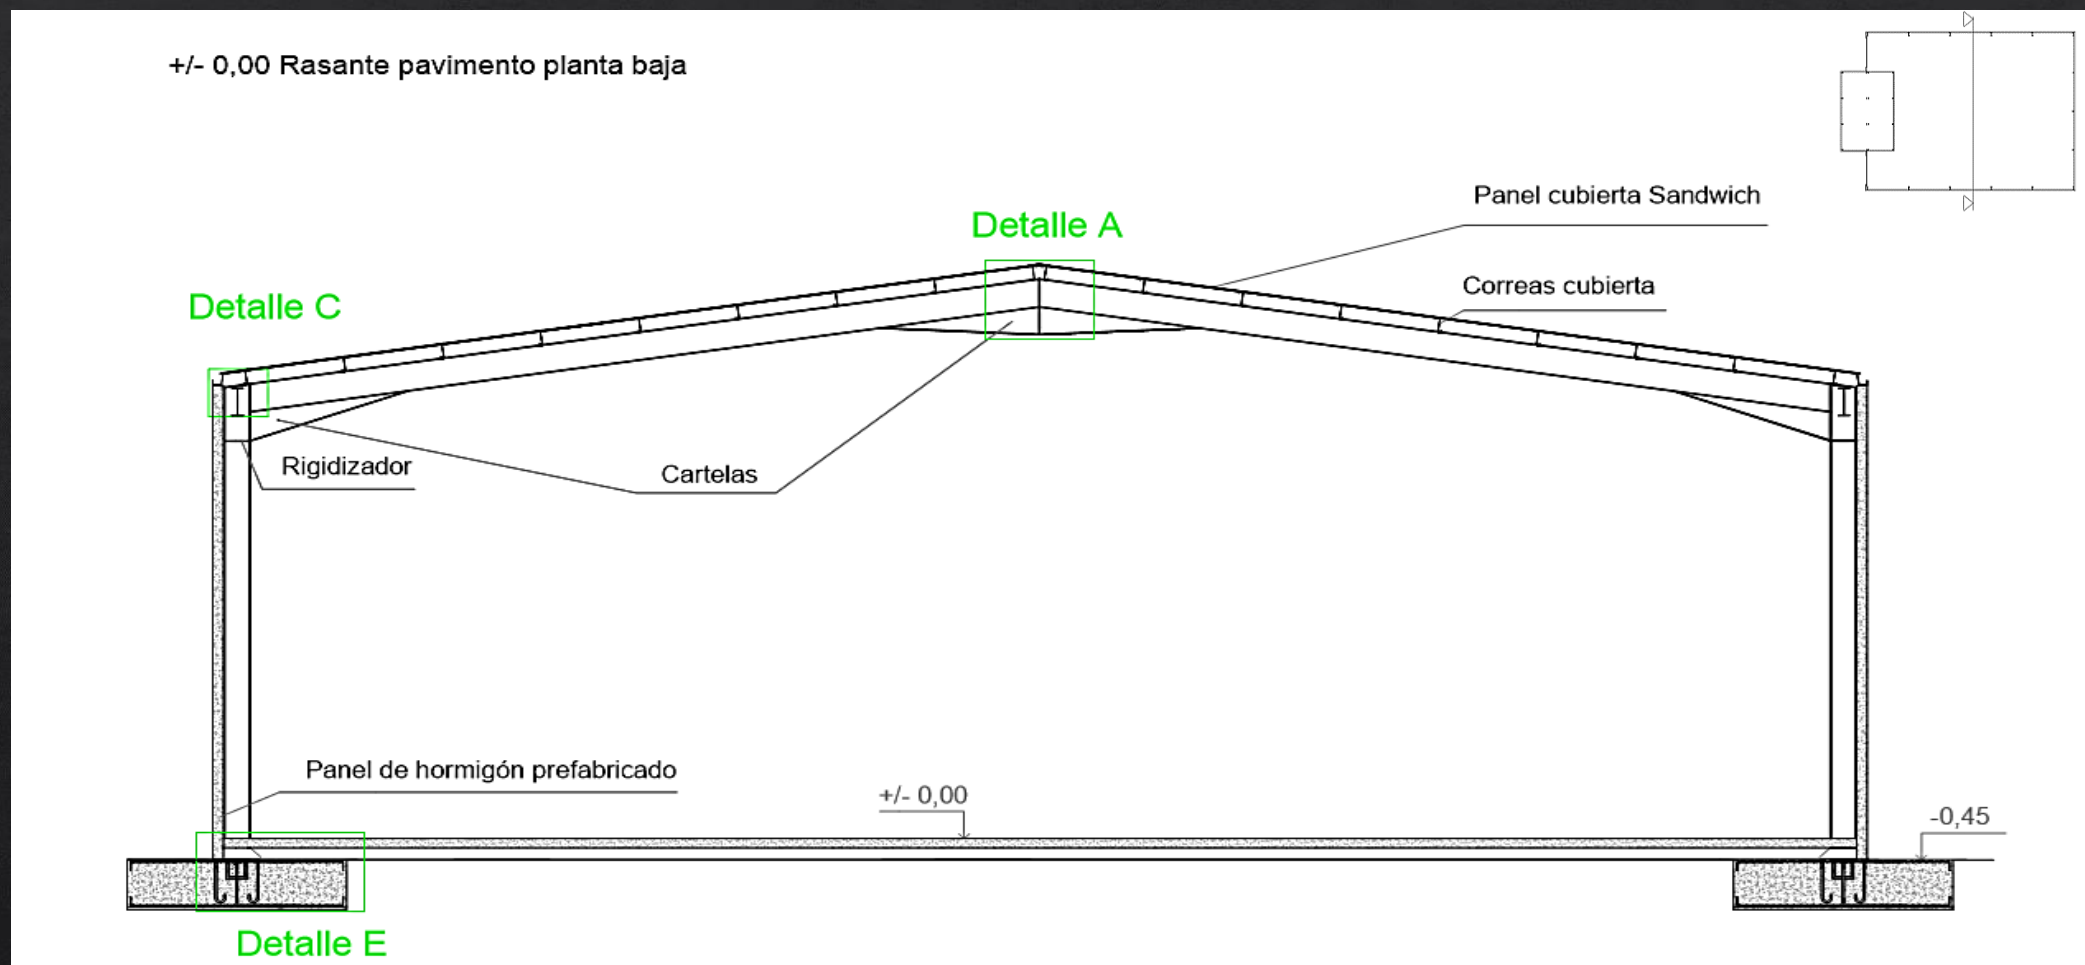 +/- 0,00 Rasante pavimento planta baja
Panel cubierta Sandwich
Detalle A
Correas cubierta
Detalle C
Rigidizador
Cartelas
Panel de hormigón prefabricado
+/- 0,00
-0,45
Detalle E